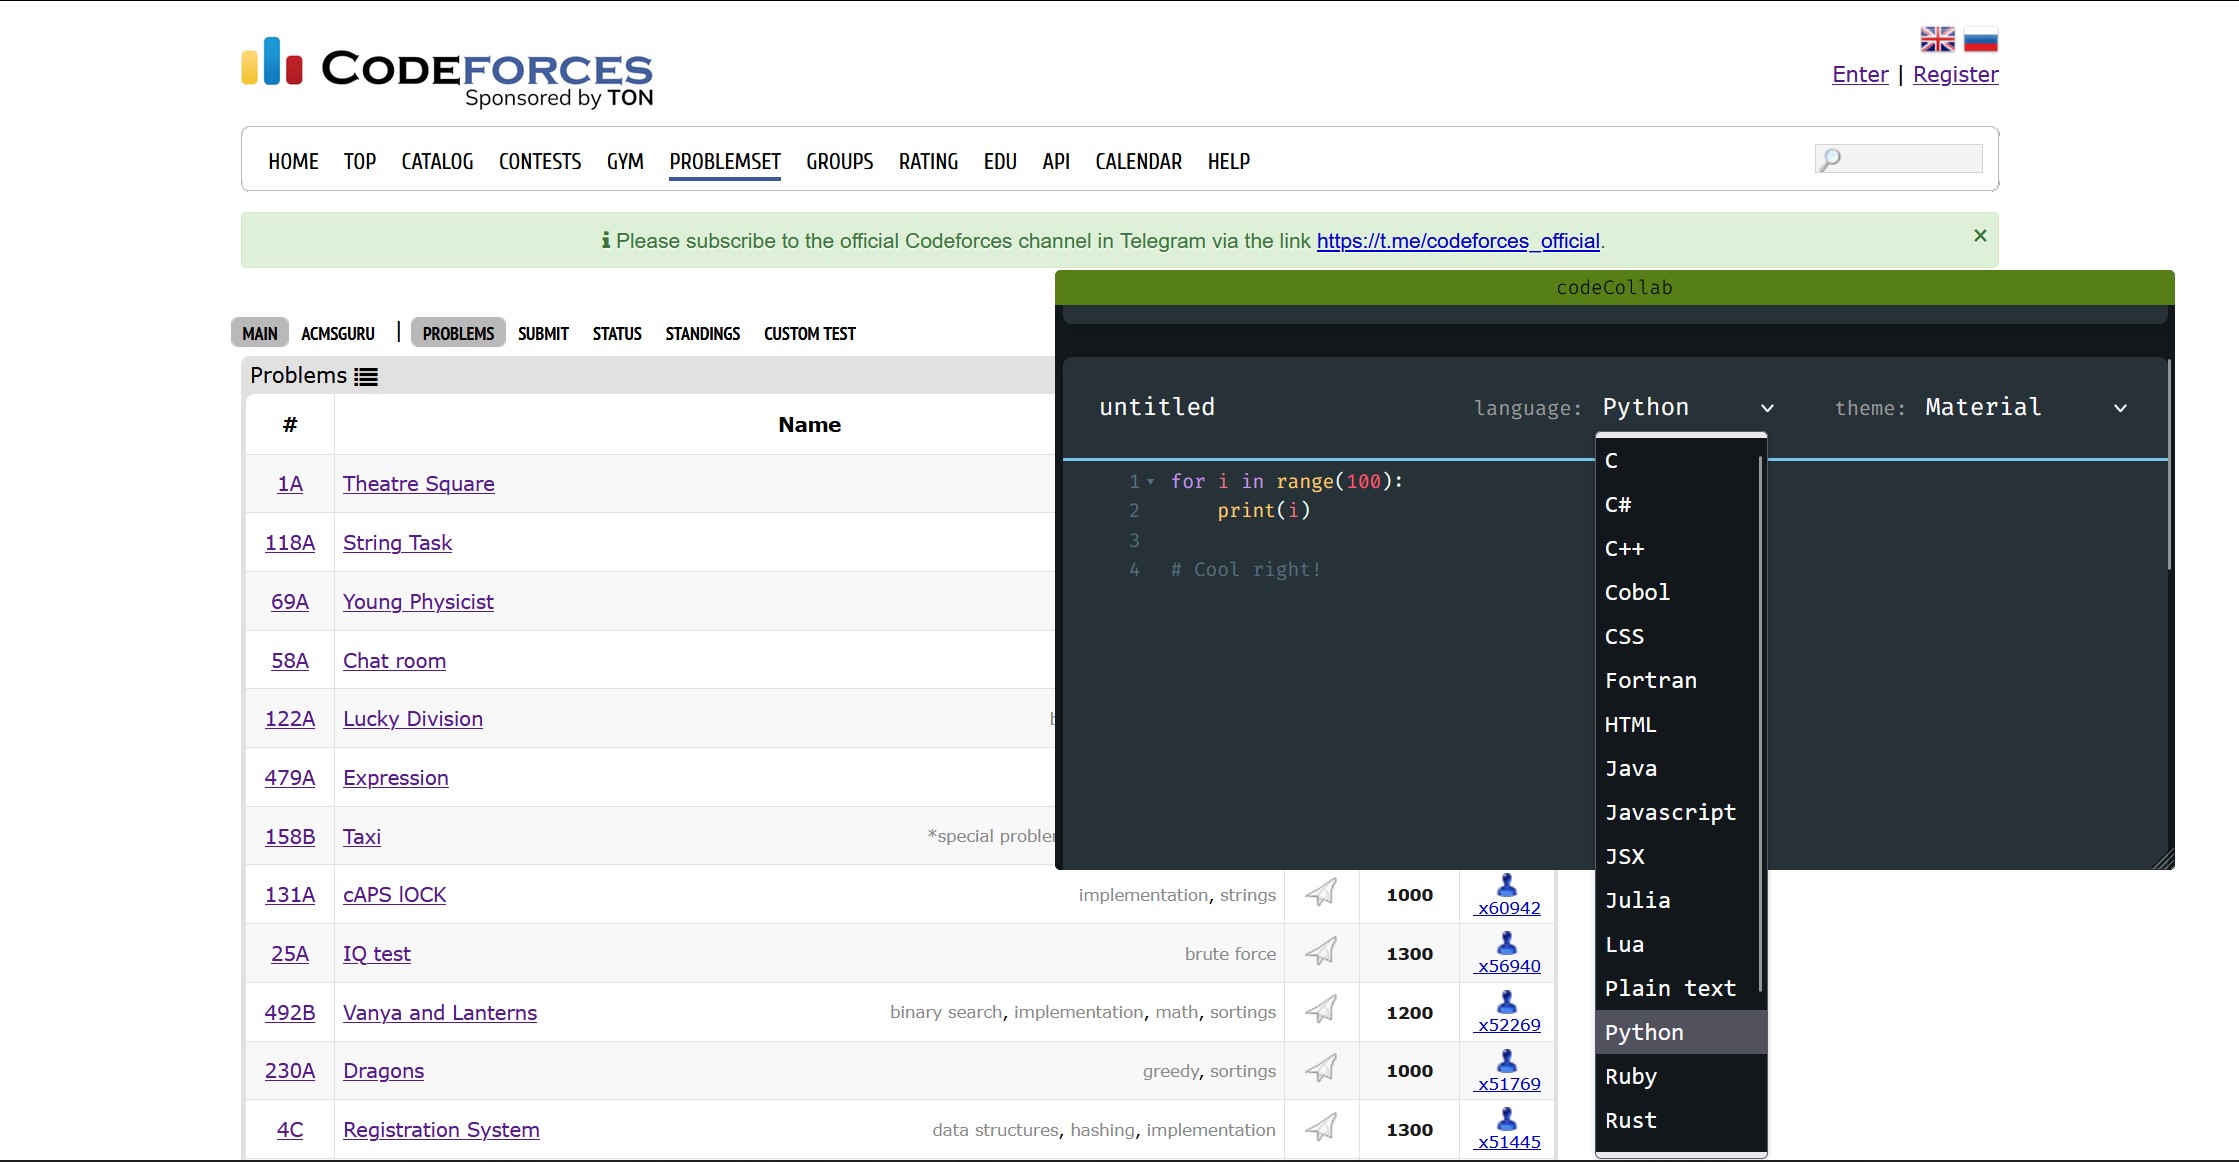 CODEFORCES
Sponsored by TON
Enter | Register
HOME TOP CATALOG CONTESTS GYM PROBLEMSET GROUPS RATING EDU API CALENDAR HELP
Please subscribe to the official Codeforces channel in Telegram via the link https://t.me/codeforces_official. ×
MAIN ACMSGURU | PROBLEMS SUBMIT STATUS STANDINGS CUSTOM TEST
Problems
# Name
1A Theatre Square
118A String Task
69A Young Physicist
58A Chat room
122A Lucky Division
479A Expression
158B Taxi *special
131A cAPS lOCK implementation, strings 1000 x60942
25A IQ test brute force 1300 x56940
492B Vanya and Lanterns binary search, implementation, math, sortings 1200 x52269
230A Dragons greedy, sortings 1000 x51769
4C Registration System data structures, hashing, implementation 1300 x51445
codeCollab
untitled language: Python theme: Material
1 for i in range(100):
2 print(i)
3
4 # Cool right!
C
C#
C++
Cobol
CSS
Fortran
HTML
Java
Javascript
JSX
Julia
Lua
Plain text
Python
Ruby
Rust